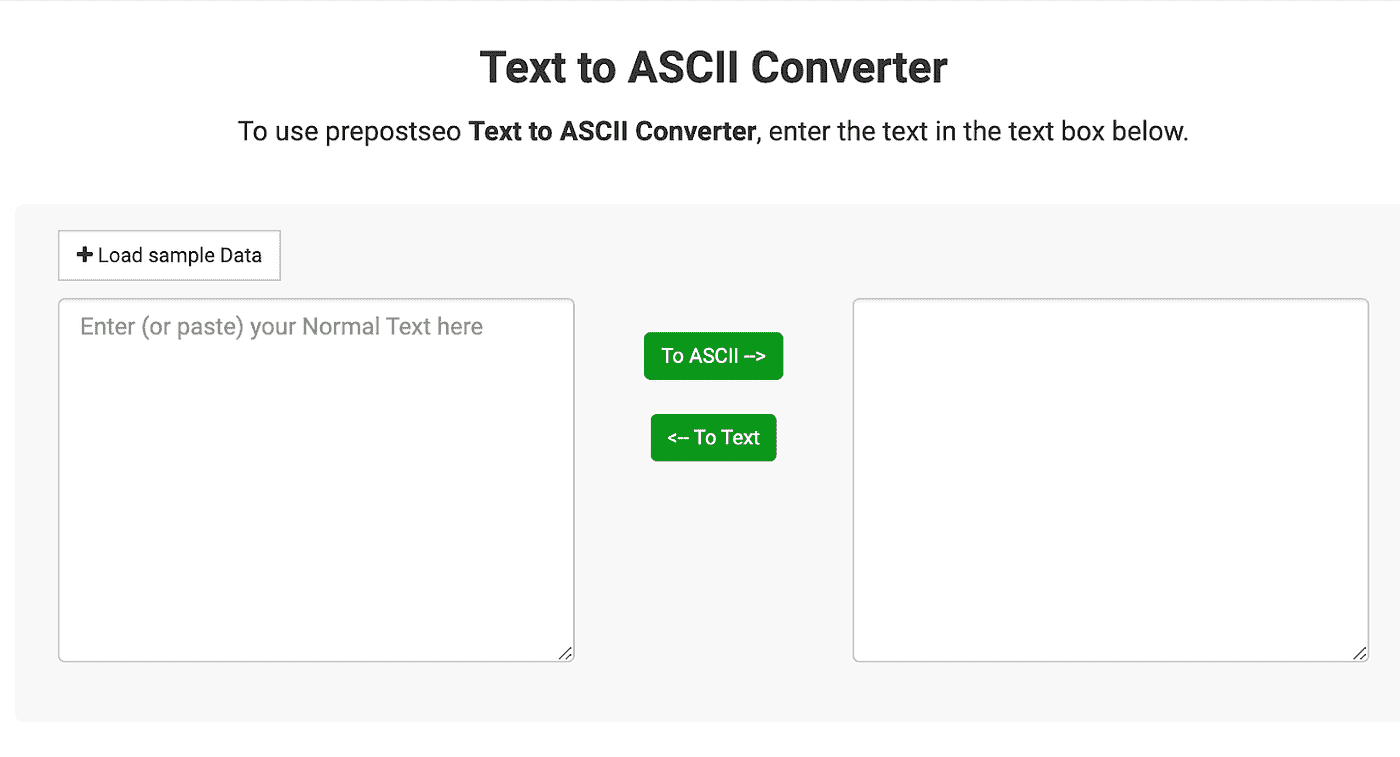 Text to ASCII Converter
To use prepostseo Text to ASCII Converter, enter the text in the text box below.
+ Load sample Data
Enter (or paste) your Normal Text here
To ASCII -->
<-- To Text